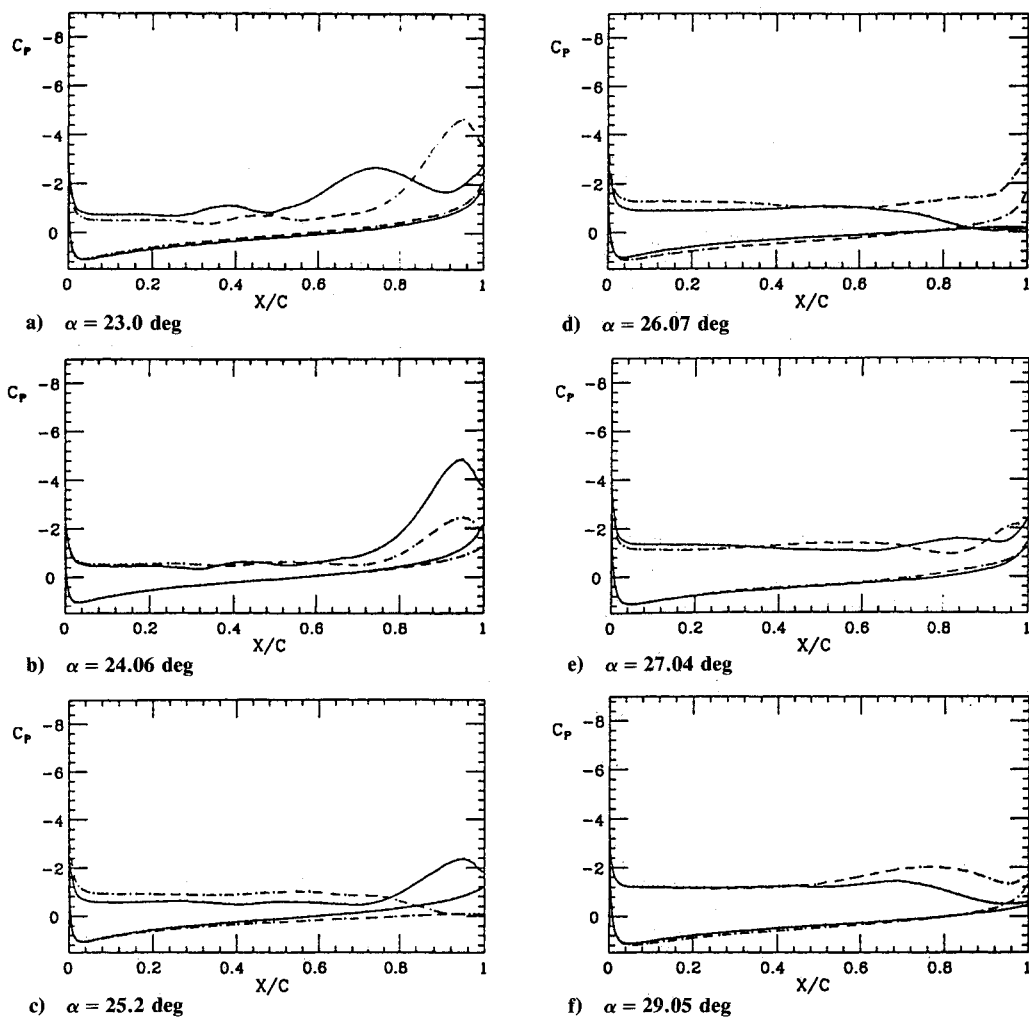 -8
C_P
-6
-4
-2
0
0 0.2 0.4 0.6 0.8 1
X/C
a) α = 23.0 deg
-8
C_P
-6
-4
-2
0
0 0.2 0.4 0.6 0.8 1
X/C
b) α = 24.06 deg
-8
C_P
-6
-4
-2
0
0 0.2 0.4 0.6 0.8 1
X/C
c) α = 25.2 deg
-8
C_P
-6
-4
-2
0
0 0.2 0.4 0.6 0.8 1
X/C
d) α = 26.07 deg
-8
C_P
-6
-4
-2
0
0 0.2 0.4 0.6 0.8 1
X/C
e) α = 27.04 deg
-8
C_P
-6
-4
-2
0
0 0.2 0.4 0.6 0.8 1
X/C
f) α = 29.05 deg